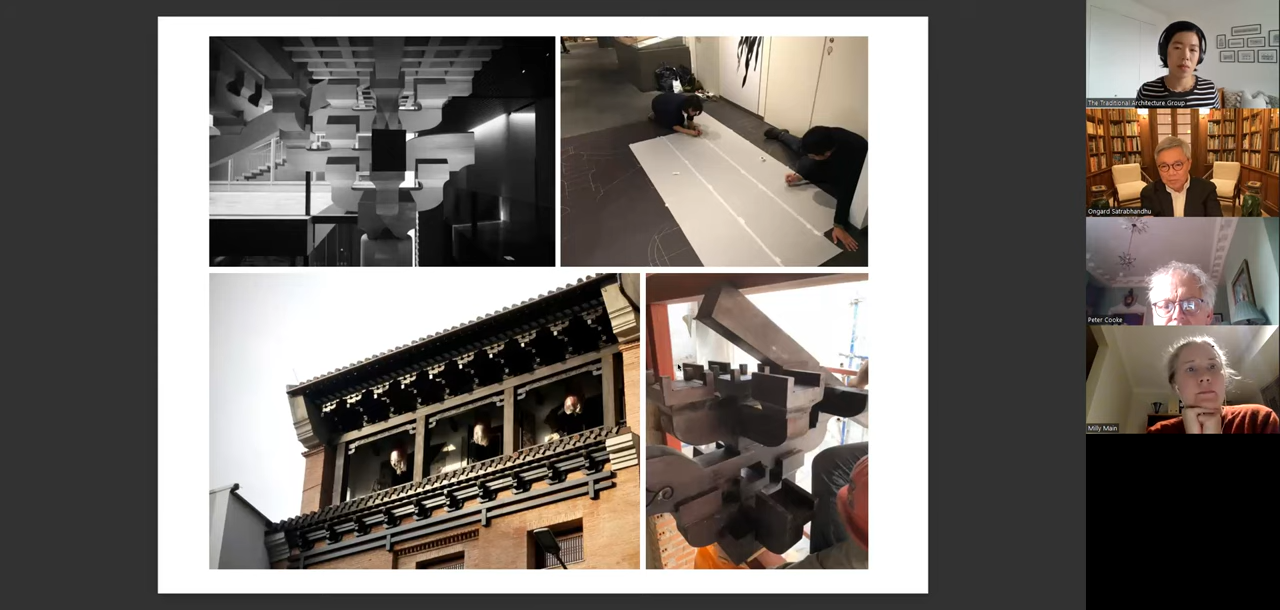 The Traditional Architecture Group
Ongard Satrabhandhu
Peter Cooke
Milly Main